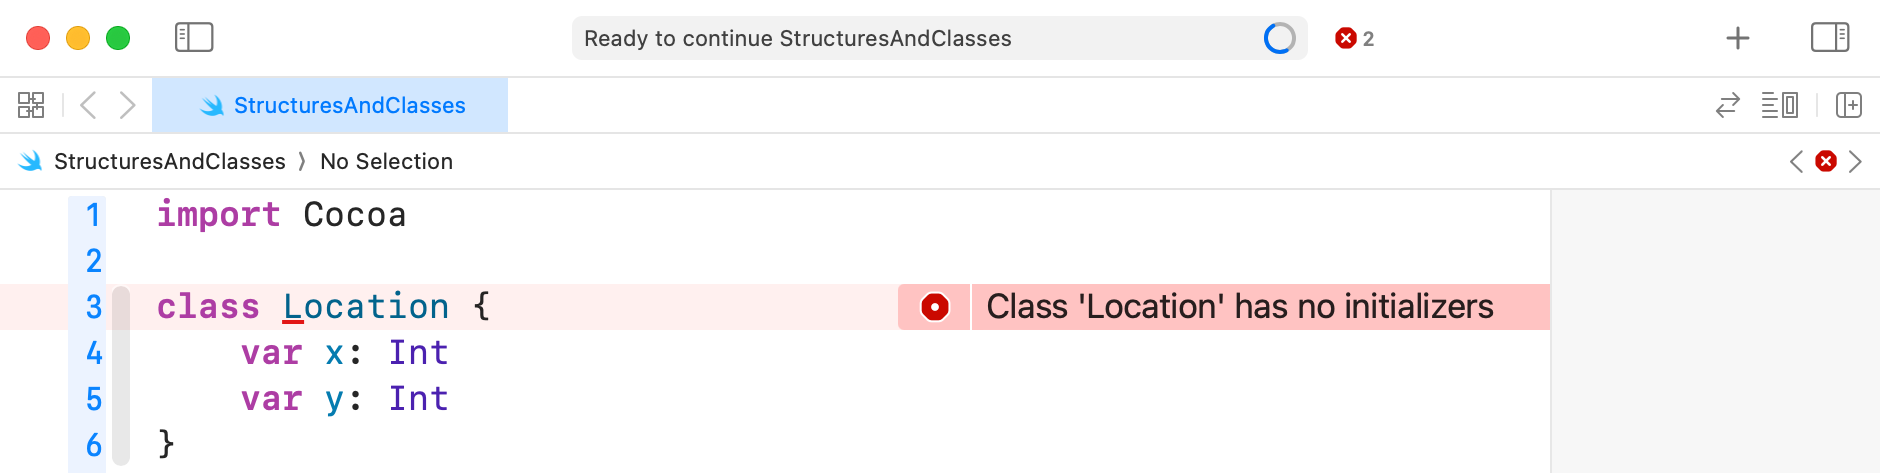 Ready to continue StructuresAndClasses 2
StructuresAndClasses
StructuresAndClasses 〉 No Selection
1 import Cocoa
2
3 class Location { Class 'Location' has no initializers
4     var x: Int
5     var y: Int
6 }